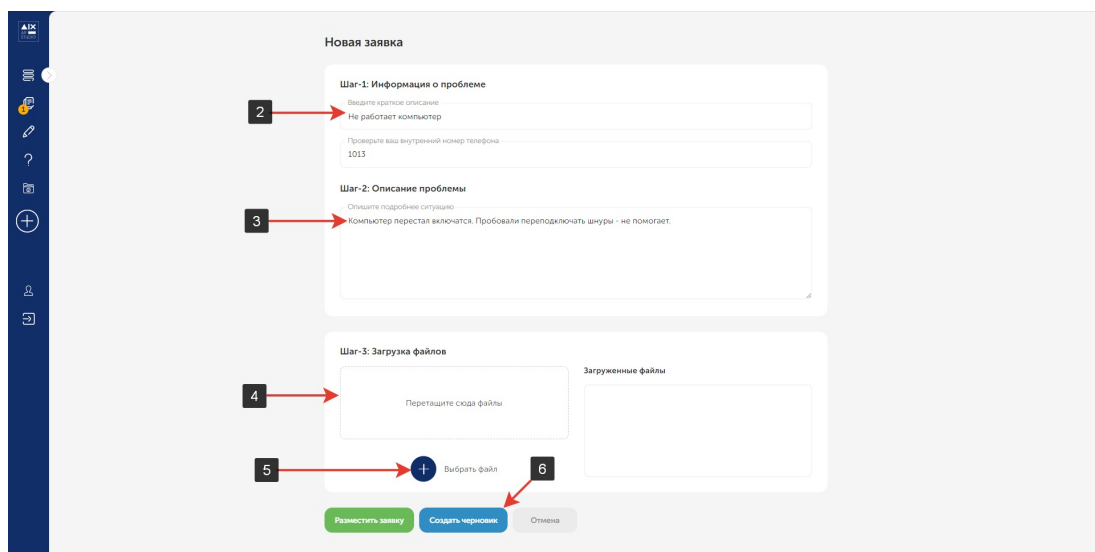 Новая заявка
Шаг-1: Информация о проблеме
Введите краткое описание
2
Не работает компьютер
Проверьте ваш внутренний номер телефона
1013
Шаг-2: Описание проблемы
Опишите подробнее ситуацию
3
Компьютер перестал включатся. Пробовали переподключать шнуры - не помогает.
Шаг-3: Загрузка файлов
Загруженные файлы
4
Перетащите сюда файлы
5
Выбрать файл
6
Разместить заявку
Создать черновик
Отмена
1